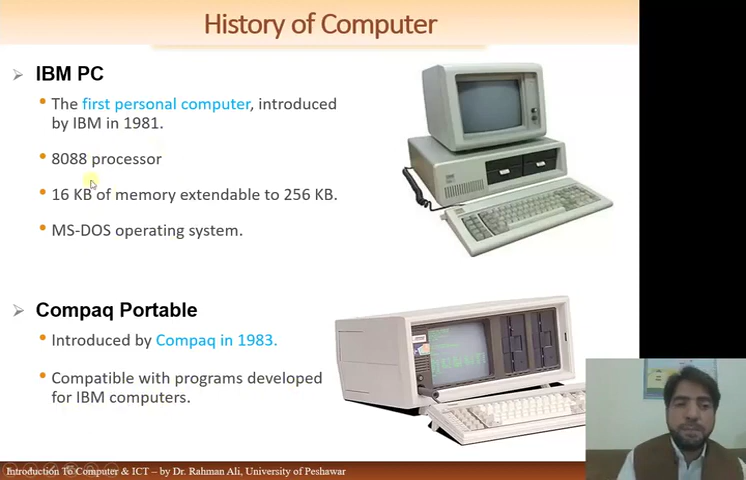 History of Computer
IBM PC
The first personal computer, introduced
by IBM in 1981.
8088 processor
16 KB of memory extendable to 256 KB.
MS-DOS operating system.
Compaq Portable
Introduced by Compaq in 1983.
Compatible with programs developed
for IBM computers.
Introduction To Computer & ICT – by Dr. Rahman Ali, University of Peshawar